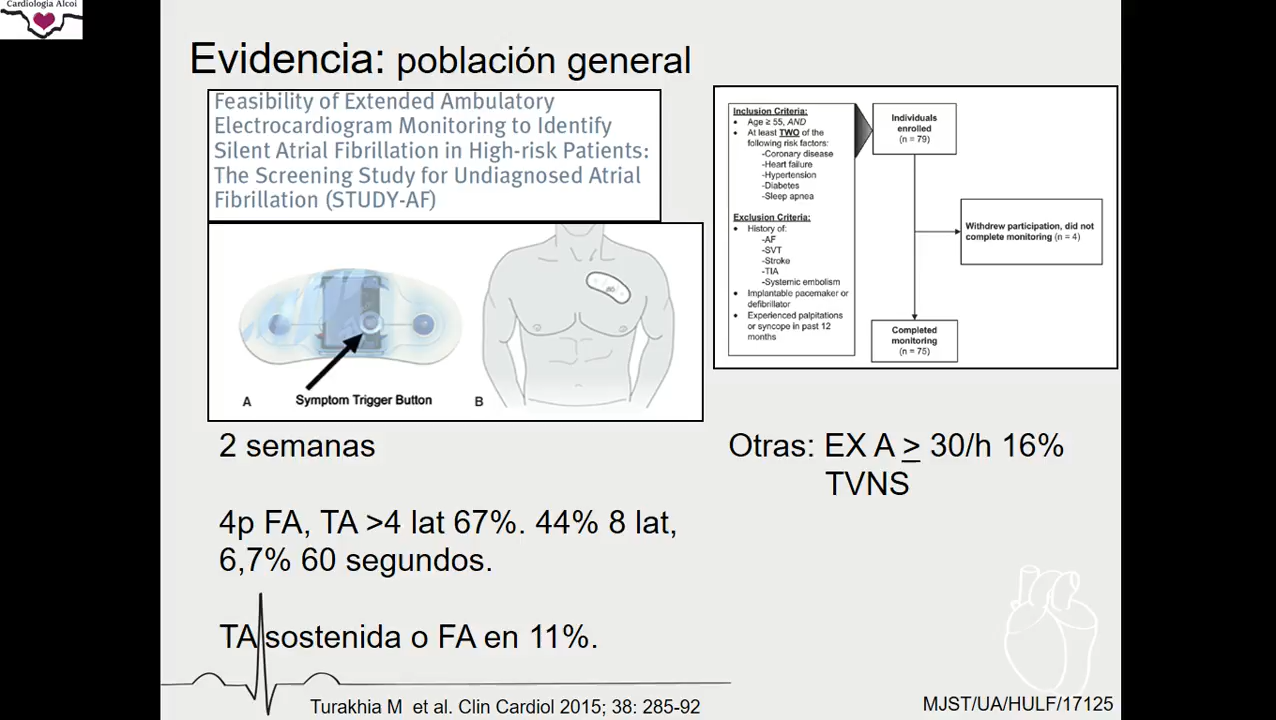 Cardiología Alcoi
Evidencia: población general
Feasibility of Extended Ambulatory
Electrocardiogram Monitoring to Identify
Silent Atrial Fibrillation in High-risk Patients:
The Screening Study for Undiagnosed Atrial
Fibrillation (STUDY-AF)
A
Symptom Trigger Button
B
Inclusion Criteria:
• Age ≥ 55, AND
• At least TWO of the
following risk factors:
-Coronary disease
-Heart failure
-Hypertension
-Diabetes
-Sleep apnea
Exclusion Criteria:
• History of:
-AF
-SVT
-Stroke
-TIA
-Systemic embolism
• Implantable pacemaker or
defibrillator
• Experienced palpitations
or syncope in past 12
months
Individuals
enrolled
(n = 79)
Withdrew participation, did not
complete monitoring (n = 4)
Completed
monitoring
(n = 75)
2 semanas
4p FA, TA >4 lat 67%. 44% 8 lat,
6,7% 60 segundos.
TA sostenida o FA en 11%.
Otras: EX A ≥ 30/h 16%
TVNS
Turakhia M et al. Clin Cardiol 2015; 38: 285-92
MJST/UA/HULF/17125